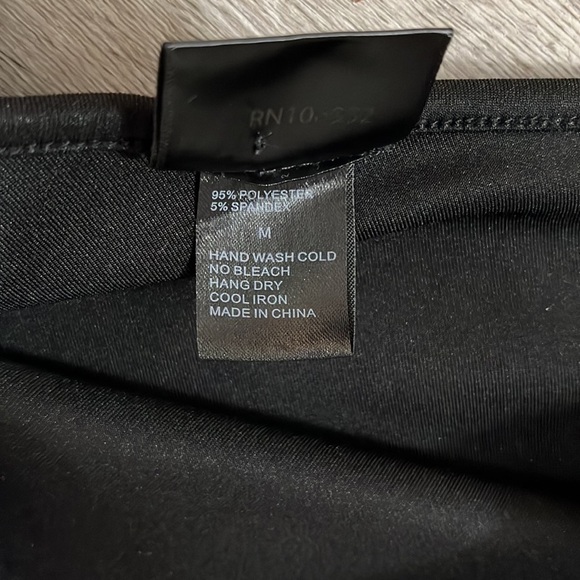 95% POLYESTER
5% SPANDEX
M
HAND WASH COLD
NO BLEACH
HANG DRY
COOL IRON
MADE IN CHINA